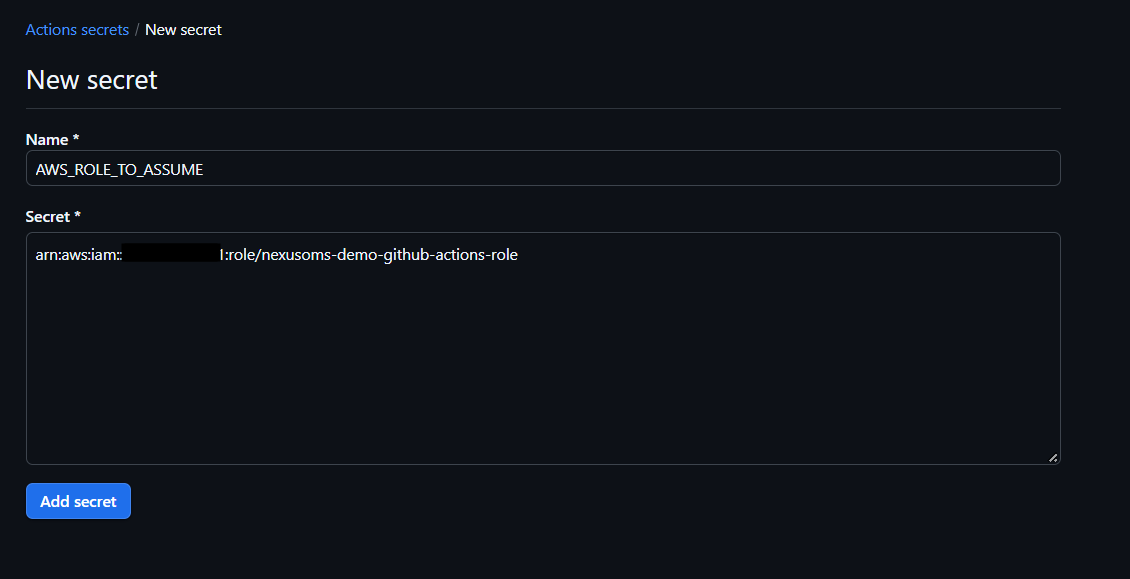 Actions secrets / New secret
New secret
Name *
AWS_ROLE_TO_ASSUME
Secret *
arn:aws:iam:: 1:role/nexusoms-demo-github-actions-role
Add secret